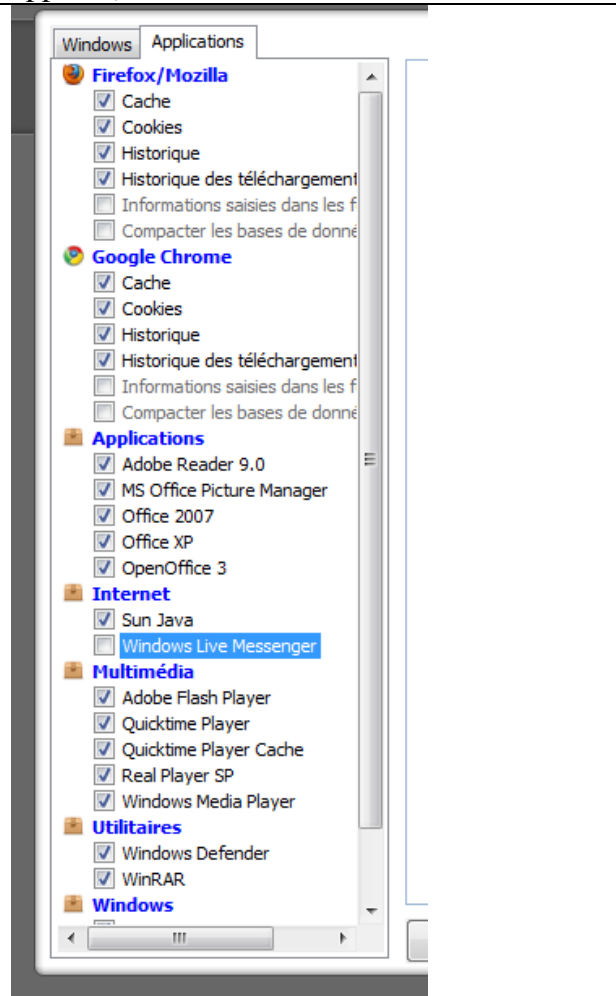 Windows Applications
Firefox/Mozilla
Cache
Cookies
Historique
Historique des téléchargement
Informations saisies dans les f
Compacter les bases de donné
Google Chrome
Cache
Cookies
Historique
Historique des téléchargement
Informations saisies dans les f
Compacter les bases de donné
Applications
Adobe Reader 9.0
MS Office Picture Manager
Office 2007
Office XP
OpenOffice 3
Internet
Sun Java
Windows Live Messenger
Multimédia
Adobe Flash Player
Quicktime Player
Quicktime Player Cache
Real Player SP
Windows Media Player
Utilitaires
Windows Defender
WinRAR
Windows